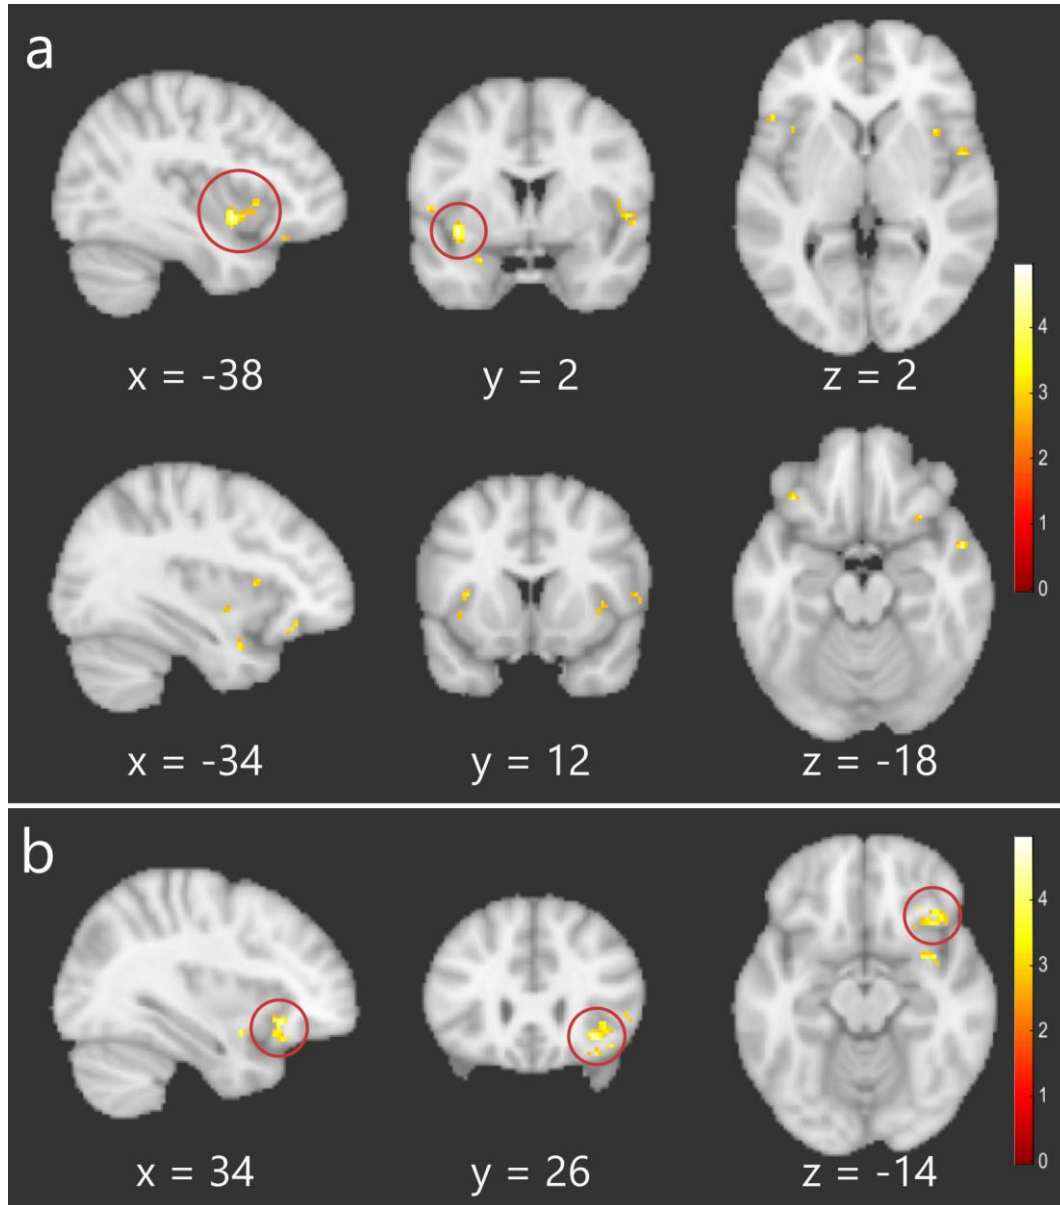 a
x = -38
y = 2
z = 2
4
3
2
1
0
x = -34
y = 12
z = -18
b
4
3
2
1
0
x = 34
y = 26
z = -14